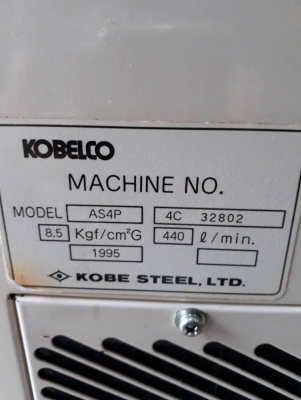 KOBELCO
MACHINE NO.
MODEL AS4P 4C 32802
8.5 Kgf/cm²G 440 ℓ/min.
1995
KOBE STEEL, LTD.